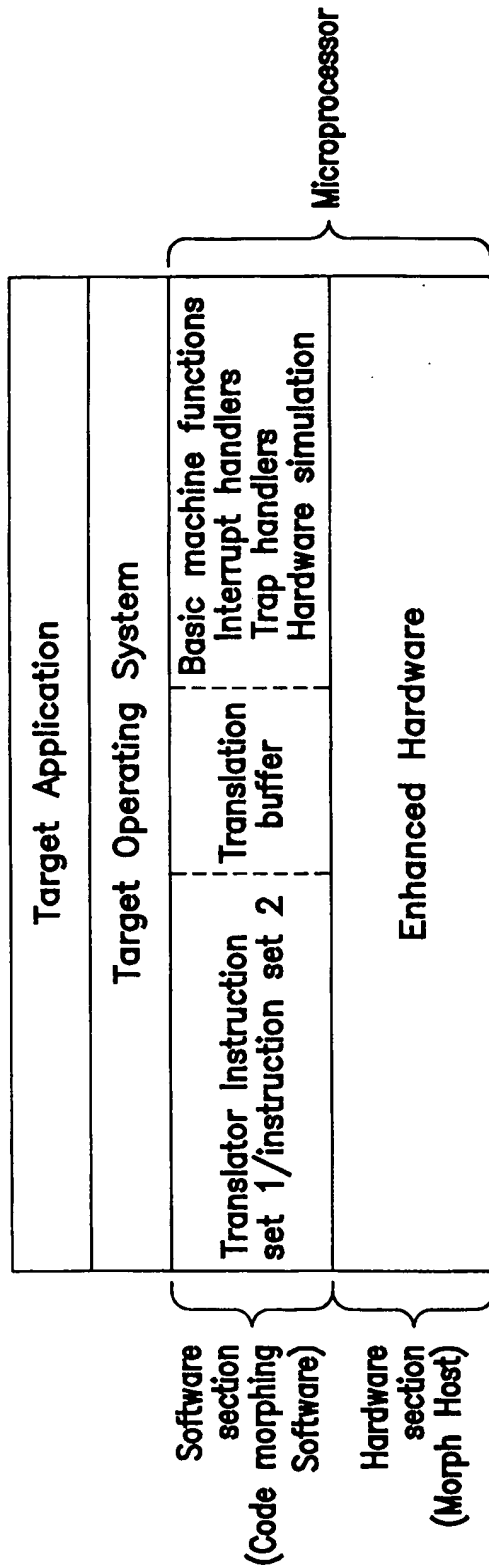 Target Application
Target Operating System
Software
section
(Code morphing
Software)
Translator Instruction
set 1/instruction set 2
Translation
buffer
Basic machine functions
Interrupt handlers
Trap handlers
Hardware simulation
Hardware
section
(Morph Host)
Enhanced Hardware
Microprocessor